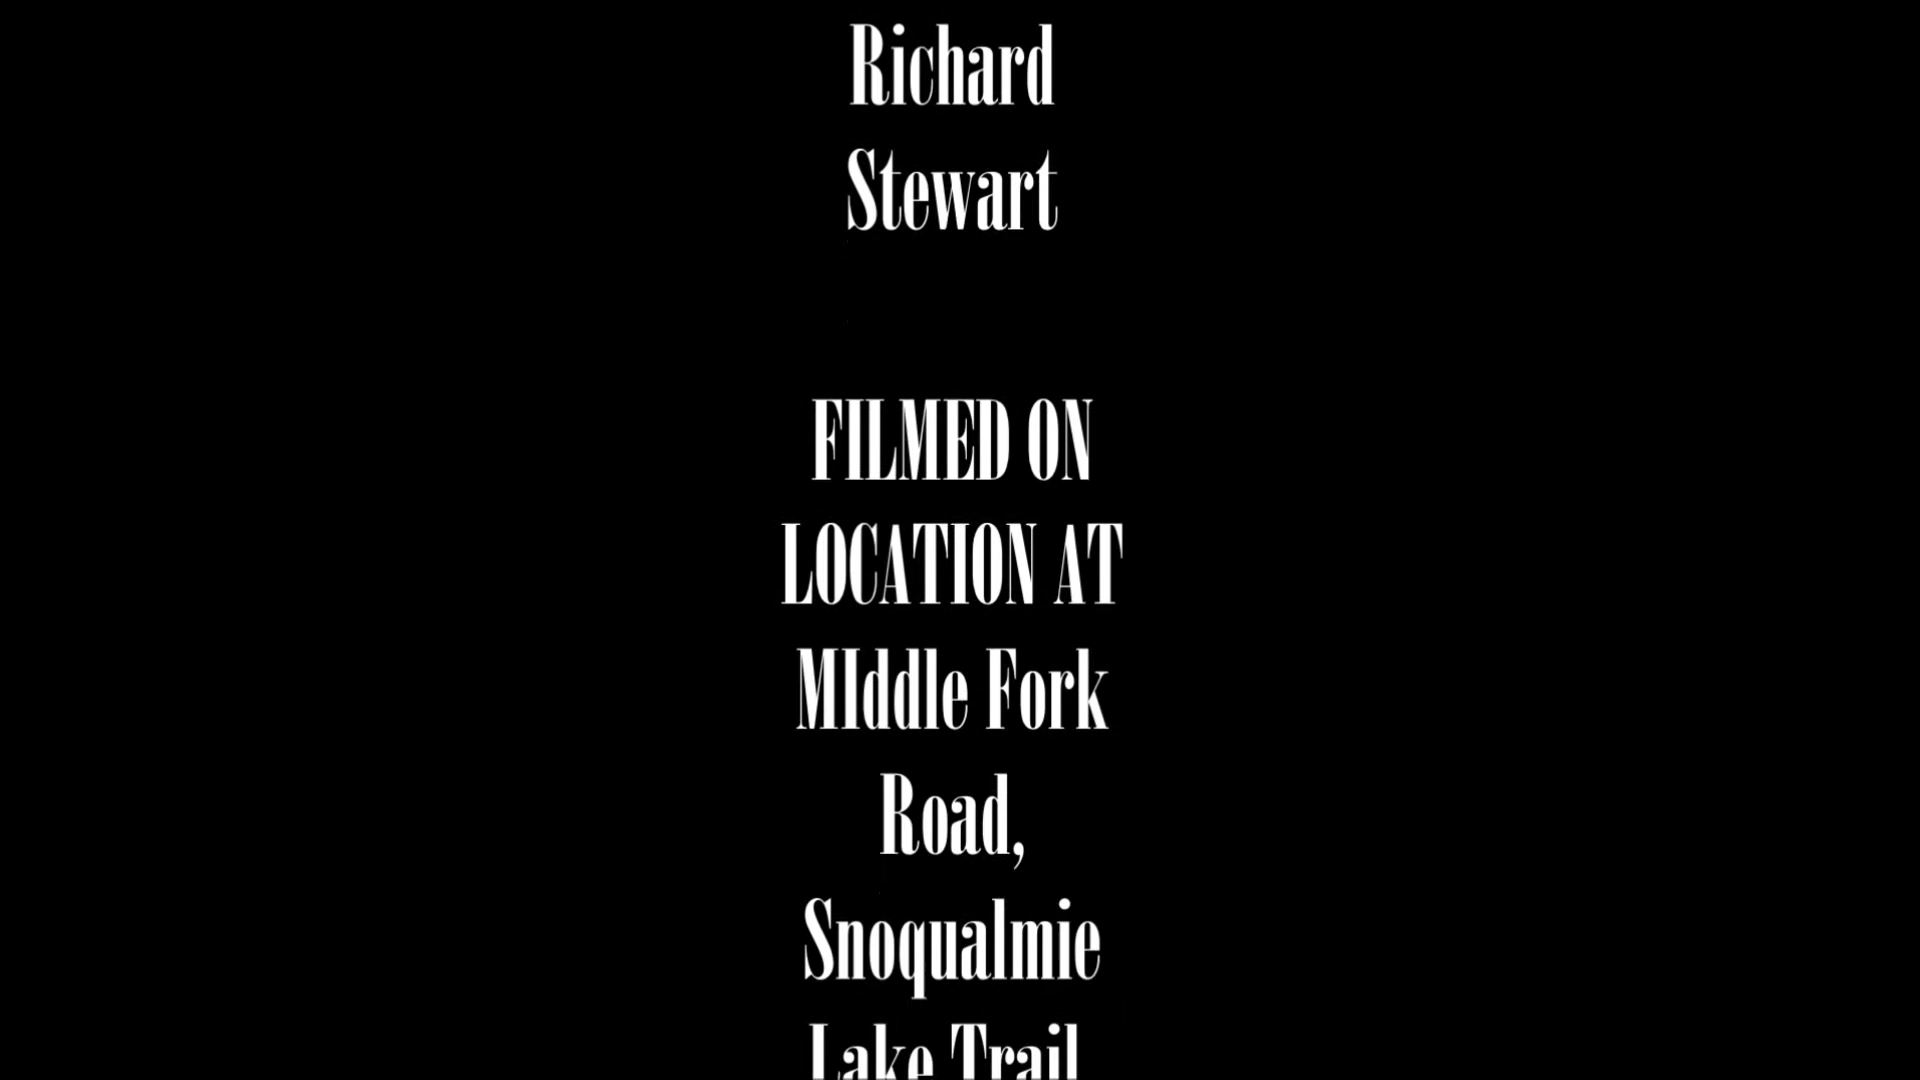 Richard
Stewart
FILMED ON
LOCATION AT
MIddle Fork
Road,
Snoqualmie
Lake Trail